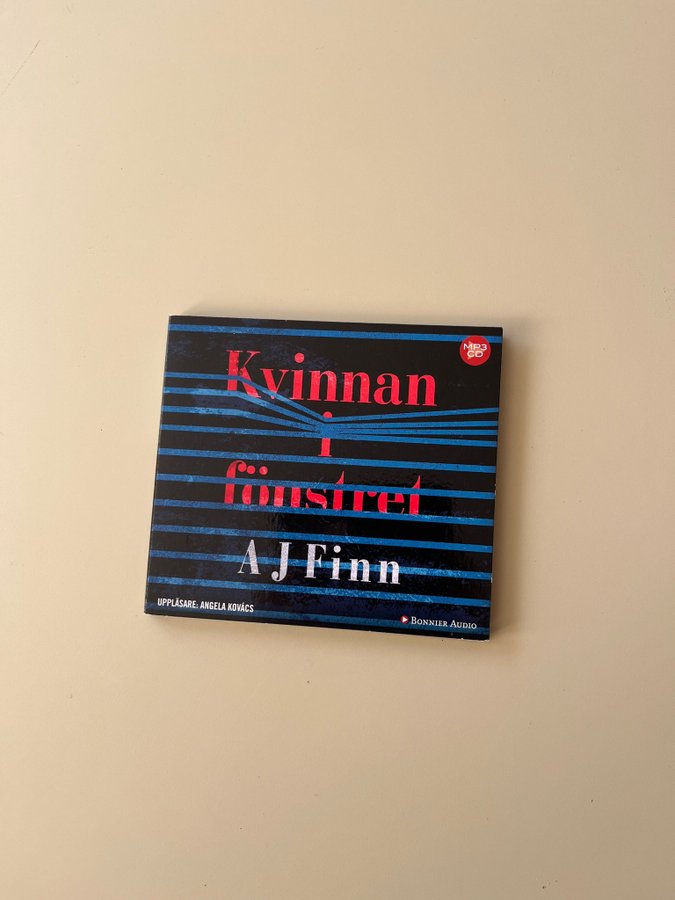 MP3
CD
Kvinnan
i
fönstret
A J Finn
UPPLÄSARE: ANGELA KOVÁCS
BONNIER AUDIO